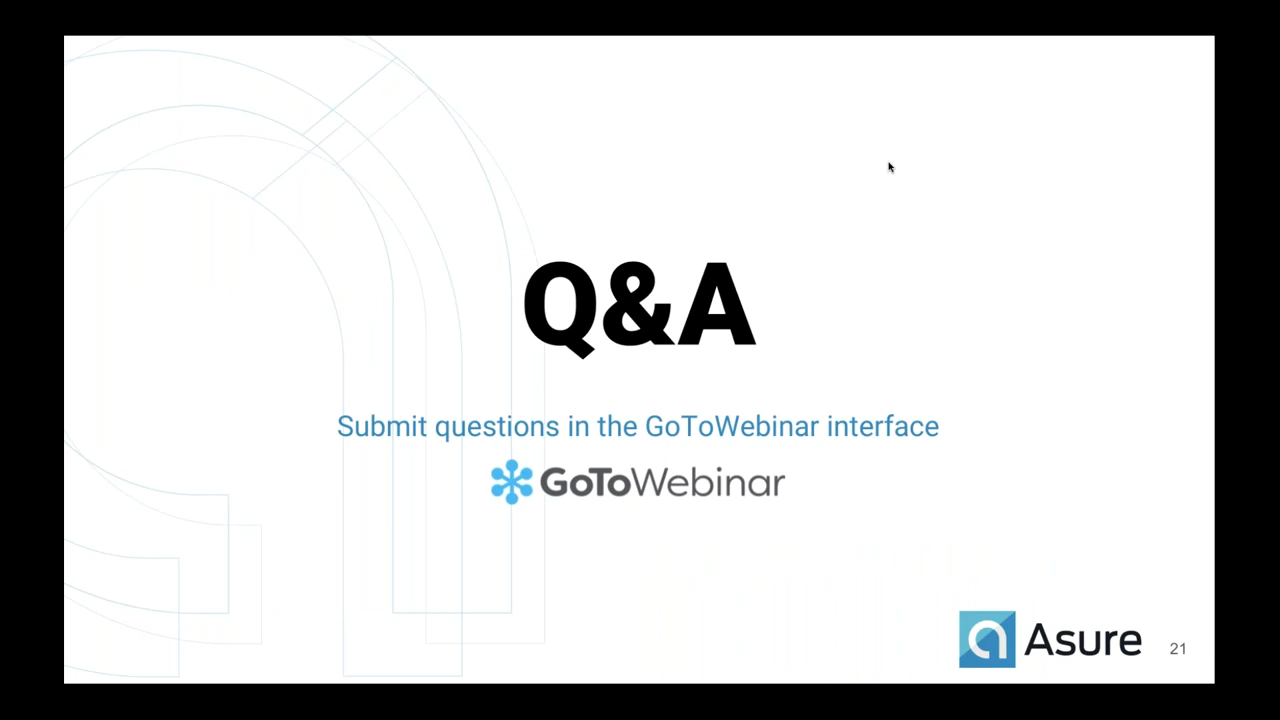 Q&A
Submit questions in the GoToWebinar interface
GoToWebinar
Asure
21